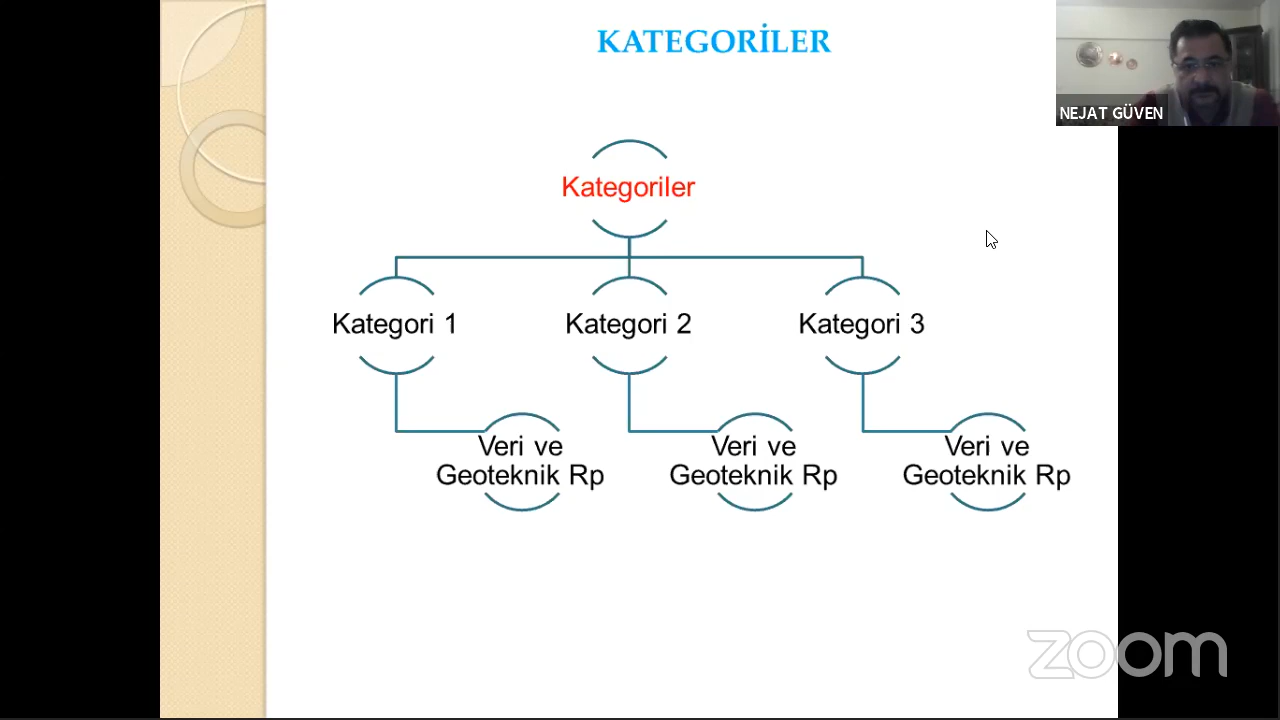 KATEGORİLER
NEJAT GÜVEN
Kategoriler
Kategori 1
Kategori 2
Kategori 3
Veri ve
Geoteknik Rp
Veri ve
Geoteknik Rp
Veri ve
Geoteknik Rp
zoom